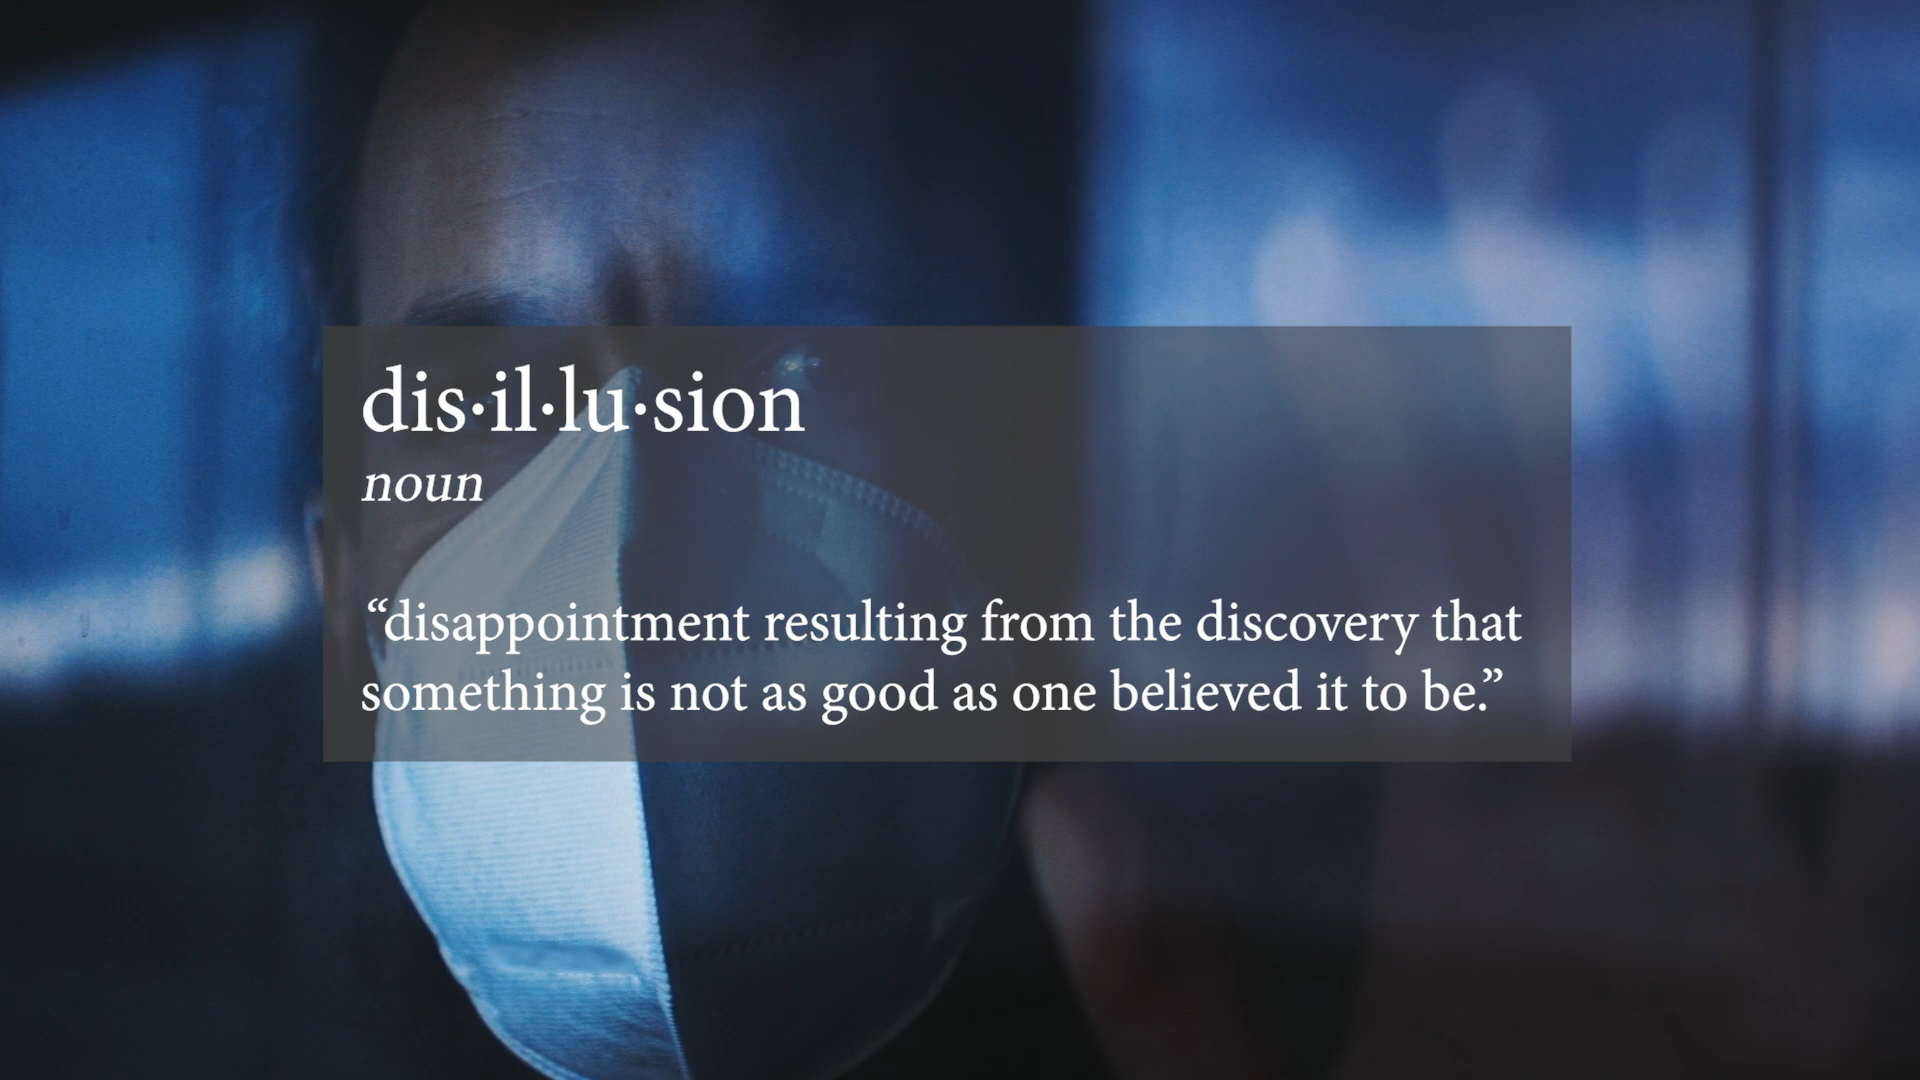 dis·il·lu·sion
noun
“disappointment resulting from the discovery that
something is not as good as one believed it to be.”